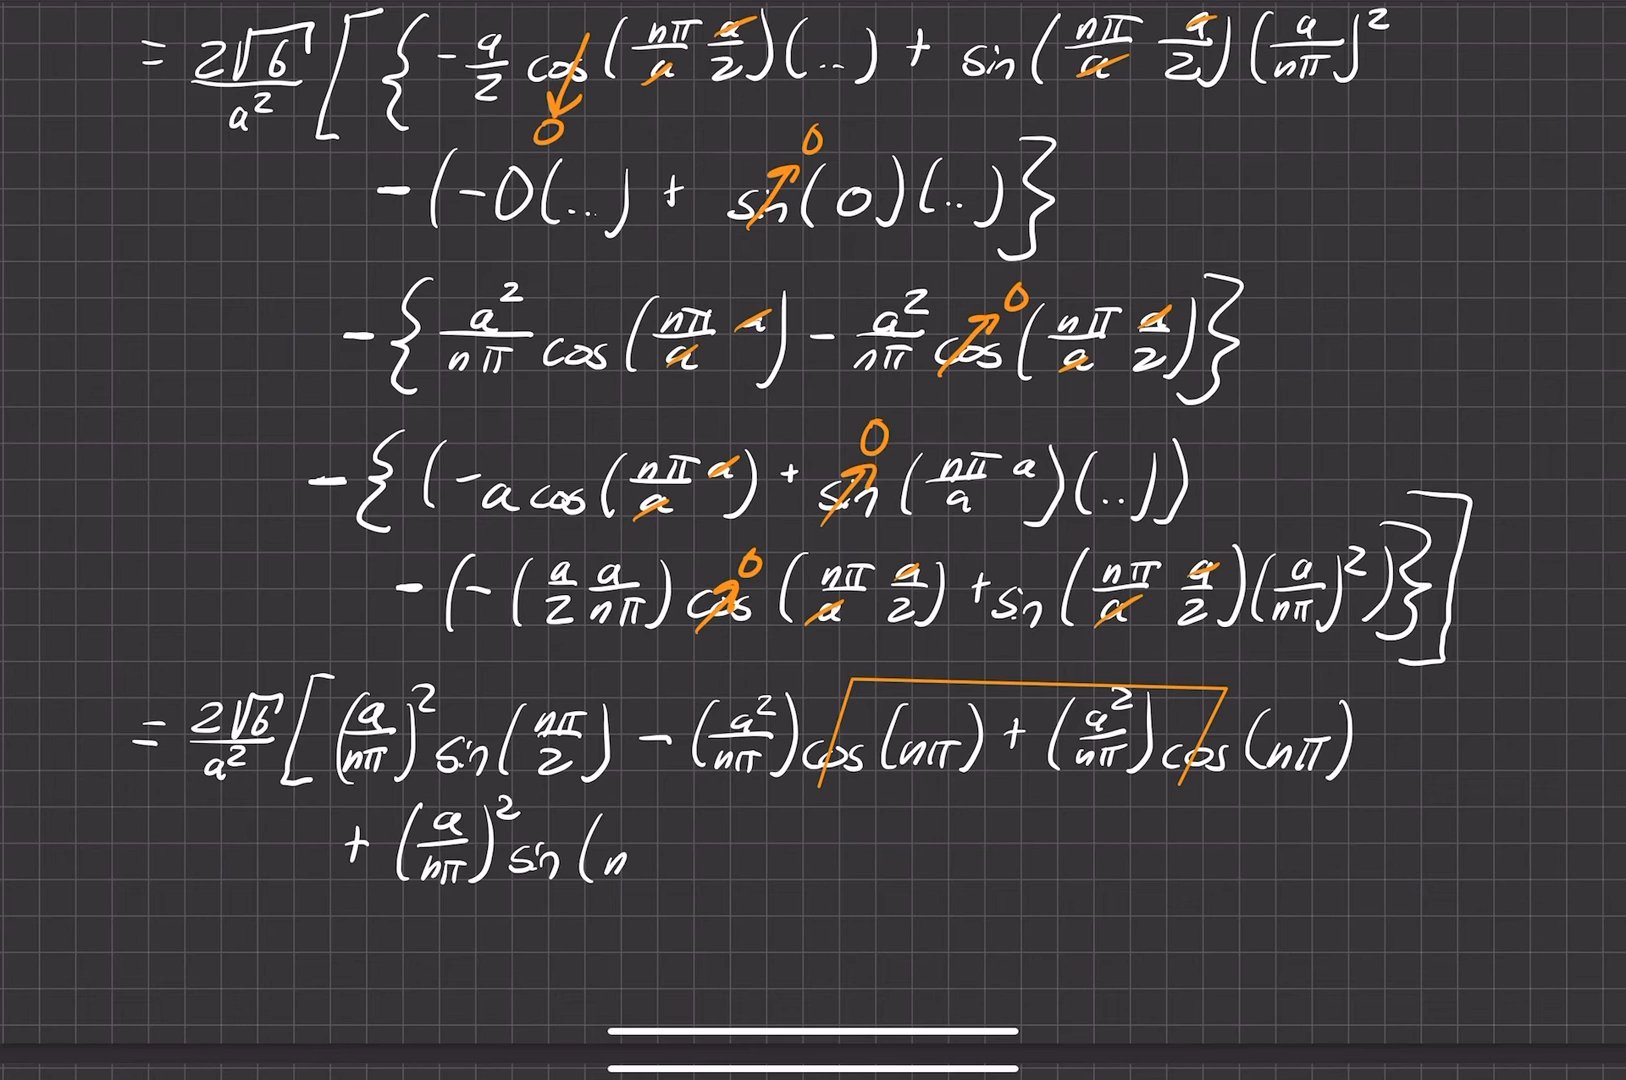 = 2√6/a² [ { -a/2 cos(nπ/a a/2)(..) + sin(nπ/a a/2)(a/nπ)²
0
0
- (-0(...) + sin(0)(..) }
0
- { a²/nπ cos(nπ/a a) - a²/nπ cos(nπ/a a/2) }
0
- { (-a cos(nπ/a a) + sin(nπ/a a)(..))
0
- (-(a/2 a/nπ) cos(nπ/a a/2) + sin(nπ/a a/2)(a/nπ)²) } ]
= 2√6/a² [ (a/nπ)² sin(nπ/2) - (a²/nπ) cos(nπ) + (a²/nπ) cos(nπ)
+ (a/nπ)² sin(n